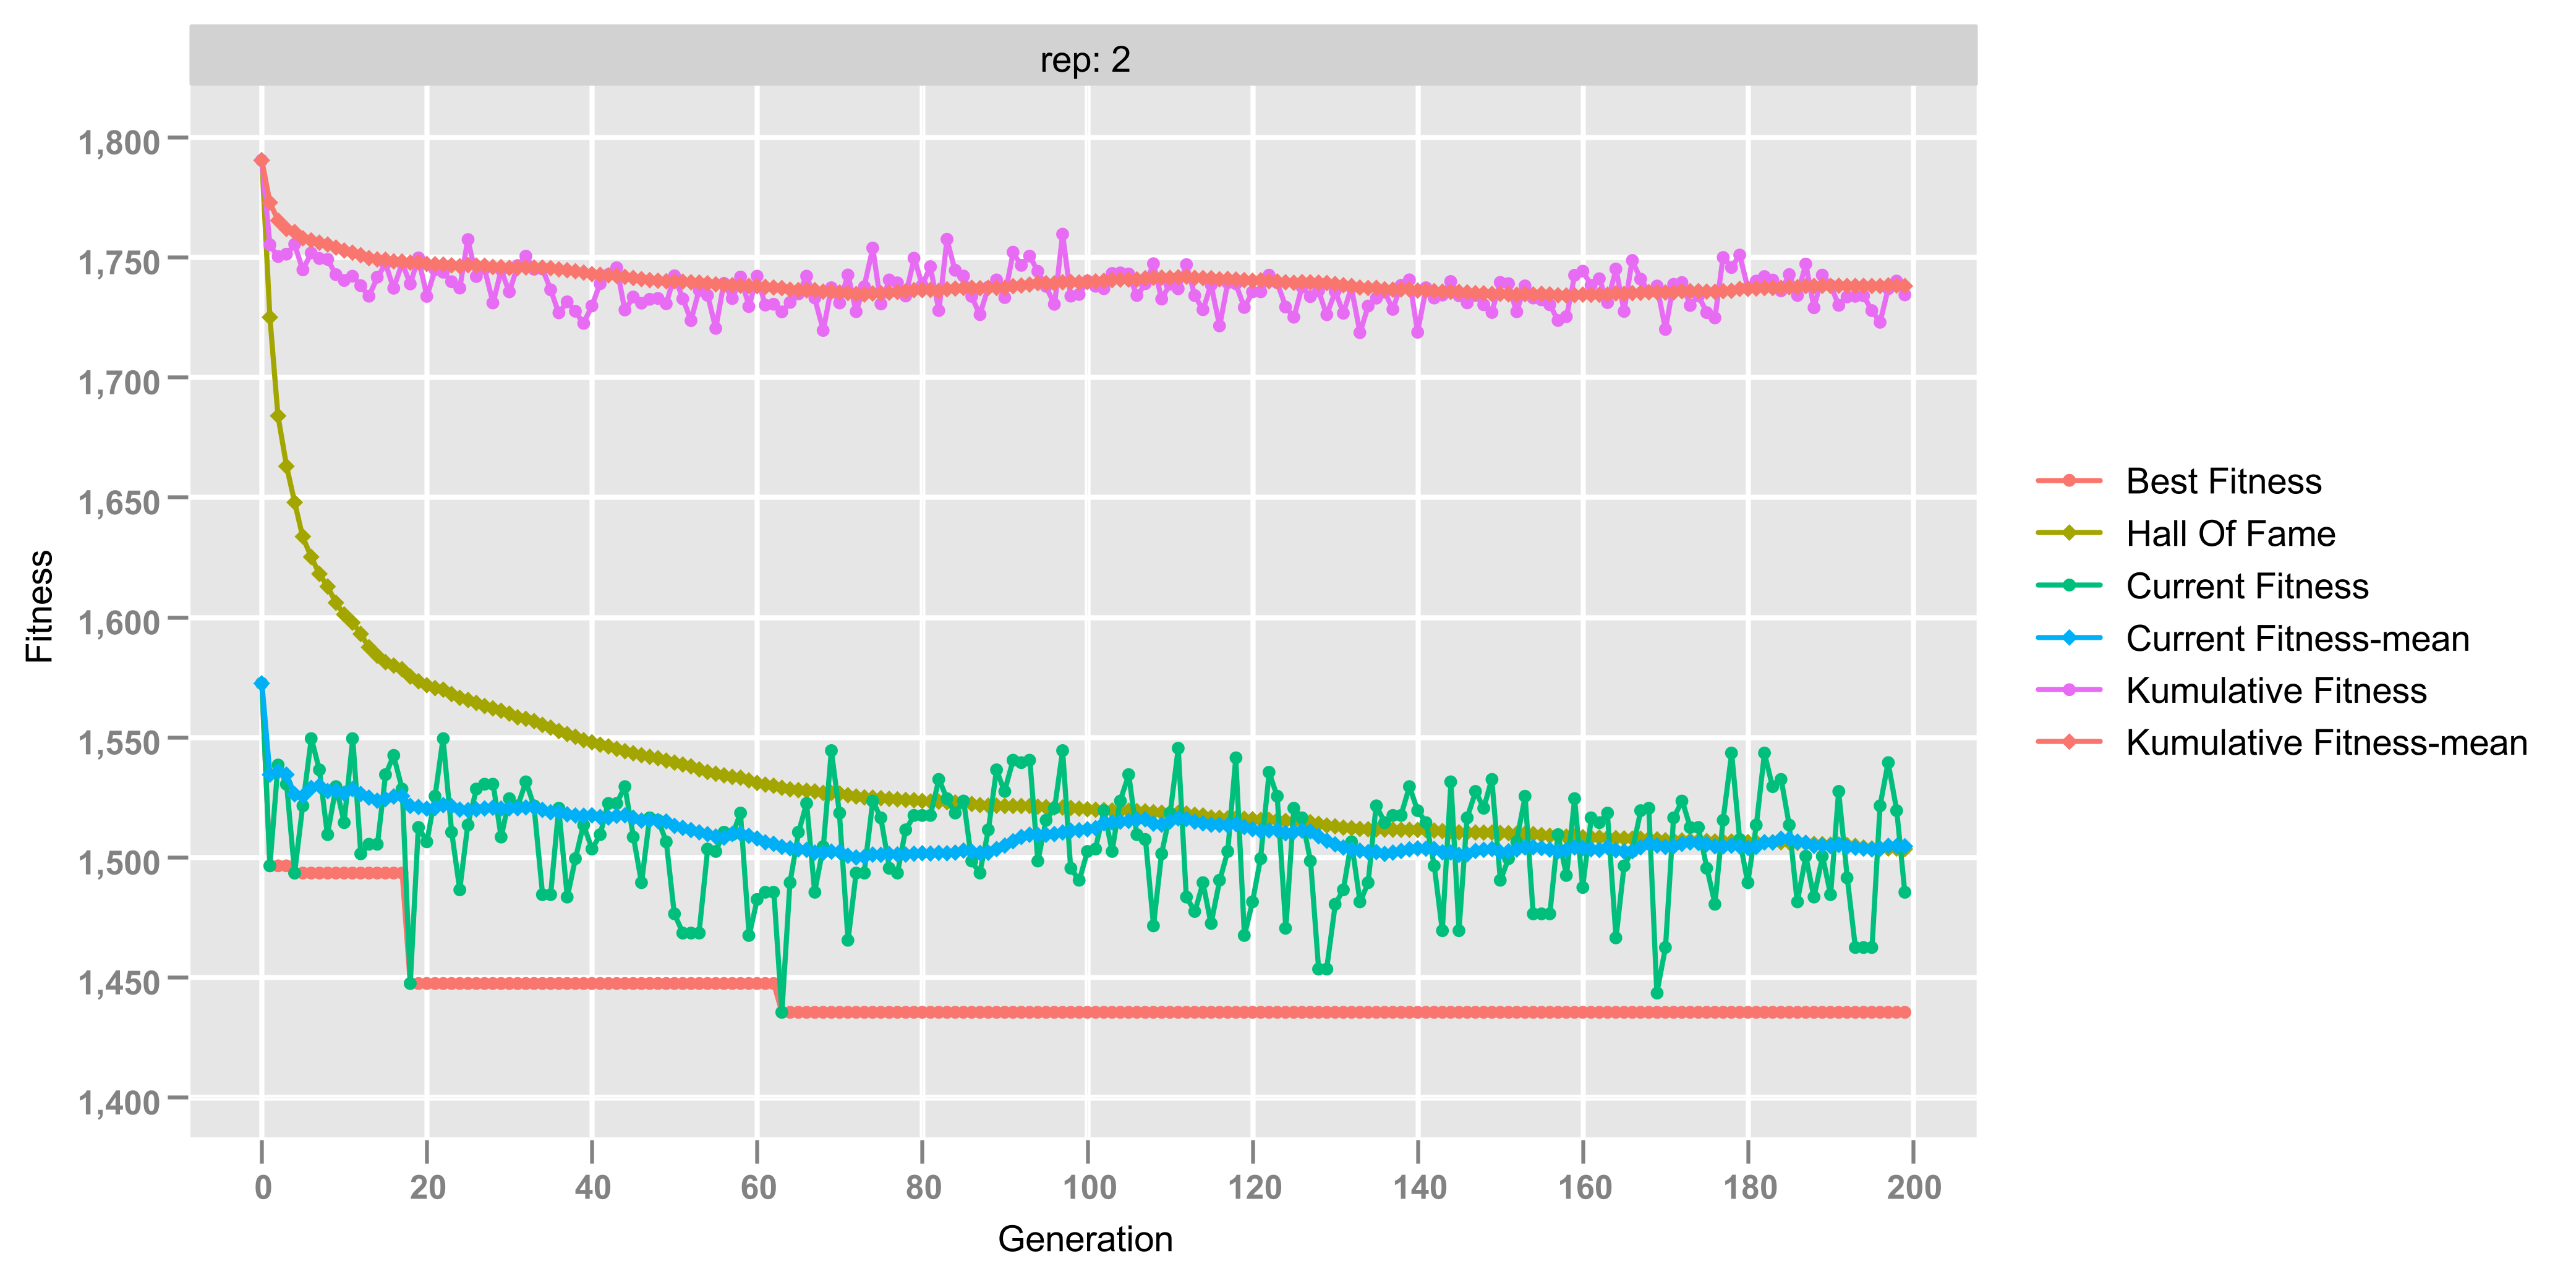 rep: 2
1,800
1,750
1,700
1,650
1,600
1,550
1,500
1,450
1,400
Fitness
0 20 40 60 80 100 120 140 160 180 200
Generation
Best Fitness
Hall Of Fame
Current Fitness
Current Fitness-mean
Kumulative Fitness
Kumulative Fitness-mean